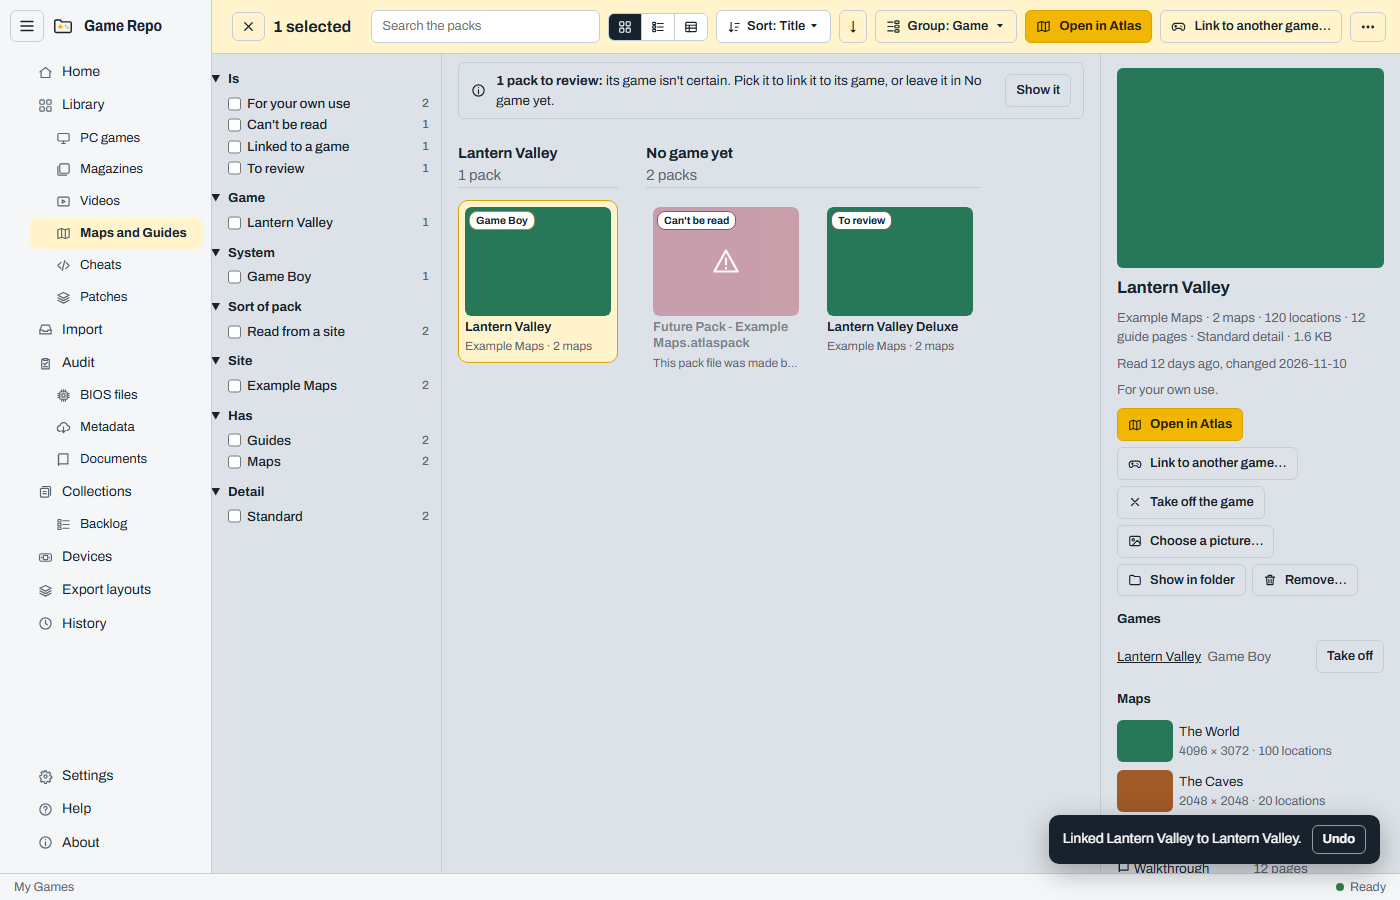 Game Repo
1 selected
Search the packs
Sort: Title
Group: Game
Open in Atlas
Link to another game...
Home
Library
PC games
Magazines
Videos
Maps and Guides
Cheats
Patches
Import
Audit
BIOS files
Metadata
Documents
Collections
Backlog
Devices
Export layouts
History
Settings
Help
About
Is
For your own use 2
Can't be read 1
Linked to a game 1
To review 1
Game
Lantern Valley 1
System
Game Boy 1
Sort of pack
Read from a site 2
Site
Example Maps 2
Has
Guides 2
Maps 2
Detail
Standard 2
1 pack to review: its game isn't certain. Pick it to link it to its game, or leave it in No
game yet.
Show it
Lantern Valley
1 pack
Game Boy
Lantern Valley
Example Maps · 2 maps
No game yet
2 packs
Can't be read
Future Pack - Example
Maps.atlaspack
This pack file was made b...
To review
Lantern Valley Deluxe
Example Maps · 2 maps
Lantern Valley
Example Maps · 2 maps · 120 locations · 12
guide pages · Standard detail · 1.6 KB
Read 12 days ago, changed 2026-11-10
For your own use.
Open in Atlas
Link to another game...
Take off the game
Choose a picture...
Show in folder
Remove...
Games
Lantern Valley Game Boy
Take off
Maps
The World
4096 × 3072 · 100 locations
The Caves
2048 × 2048 · 20 locations
Linked Lantern Valley to Lantern Valley.
Undo
Walkthrough 12 pages
My Games
Ready